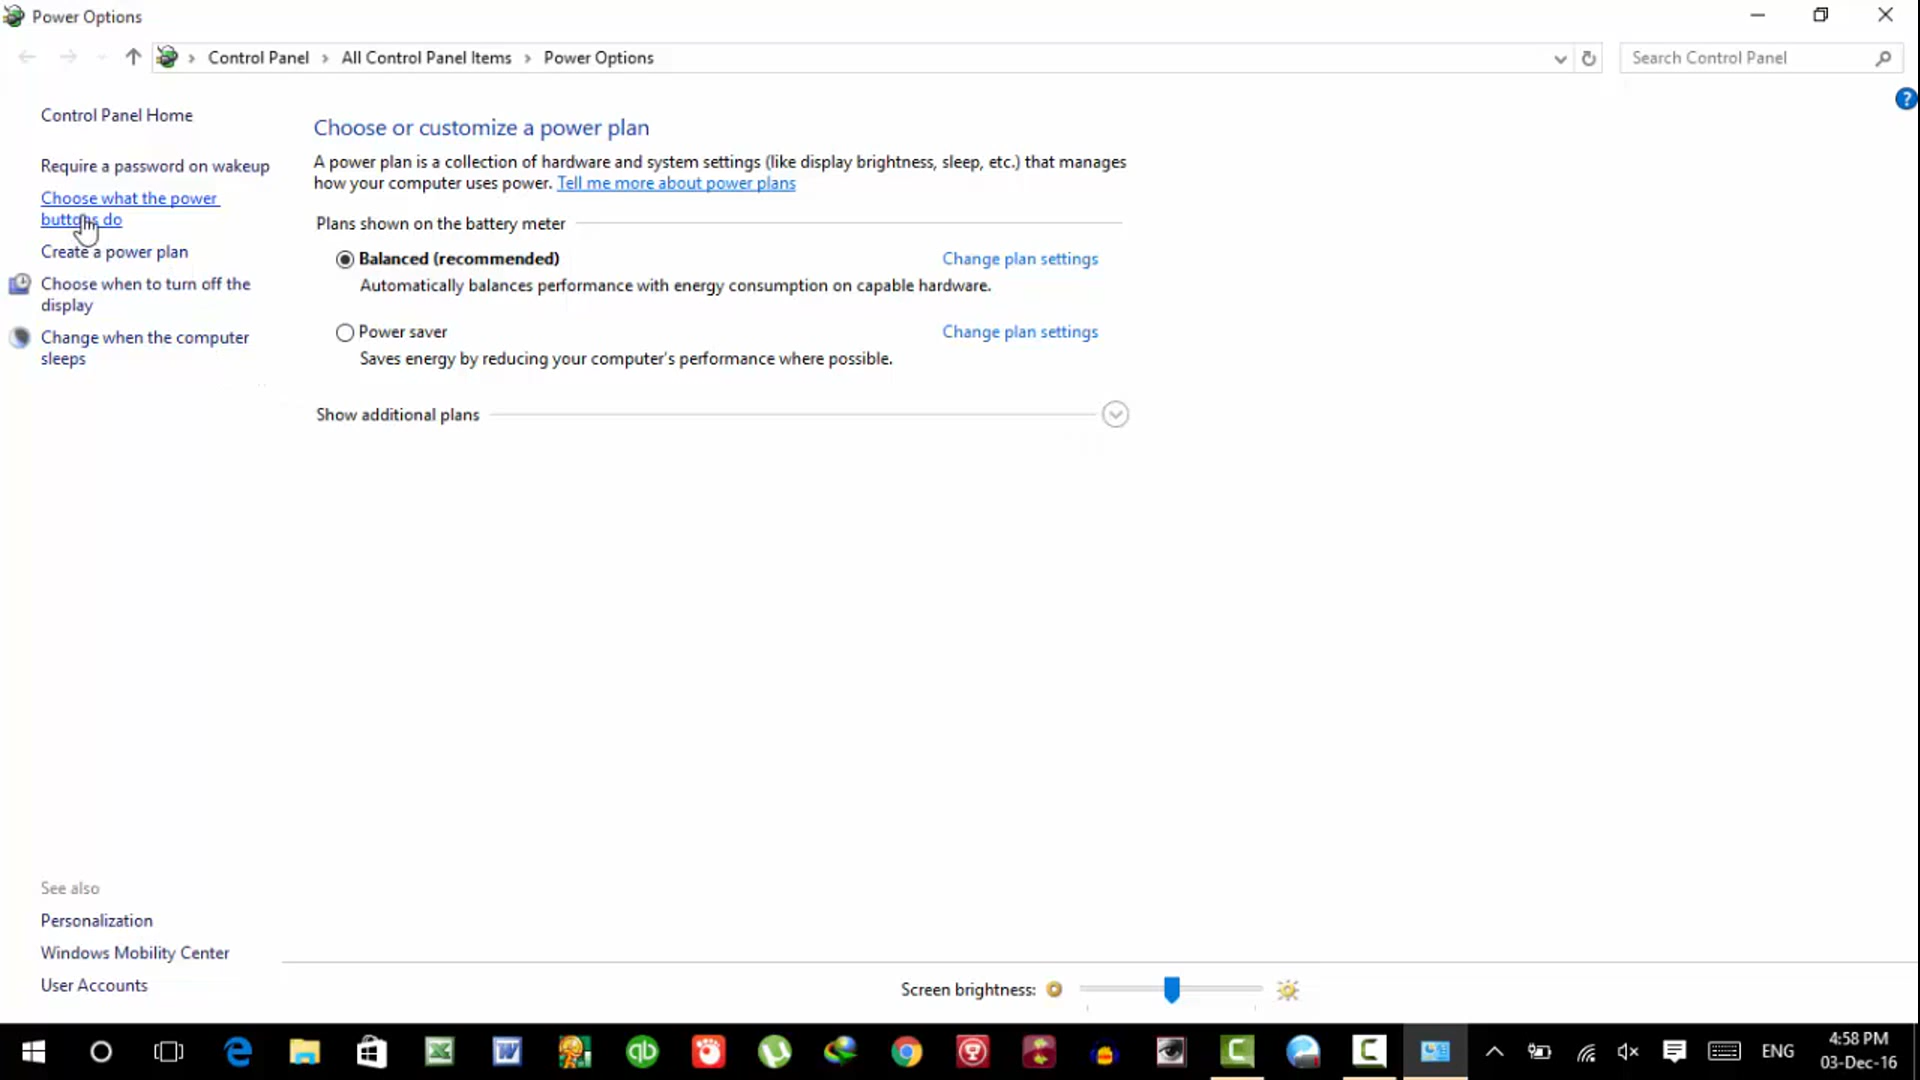 Power Options
Control Panel
All Control Panel Items
Power Options
Search Control Panel
Control Panel Home
Require a password on wakeup
Choose what the power
buttons do
Create a power plan
Choose when to turn off the
display
Change when the computer
sleeps
Choose or customize a power plan
A power plan is a collection of hardware and system settings (like display brightness, sleep, etc.) that manages
how your computer uses power. Tell me more about power plans
Plans shown on the battery meter
Balanced (recommended) Change plan settings
Automatically balances performance with energy consumption on capable hardware.
Power saver Change plan settings
Saves energy by reducing your computer's performance where possible.
Show additional plans
See also
Personalization
Windows Mobility Center
User Accounts
Screen brightness:
ENG
4:58 PM
03-Dec-16